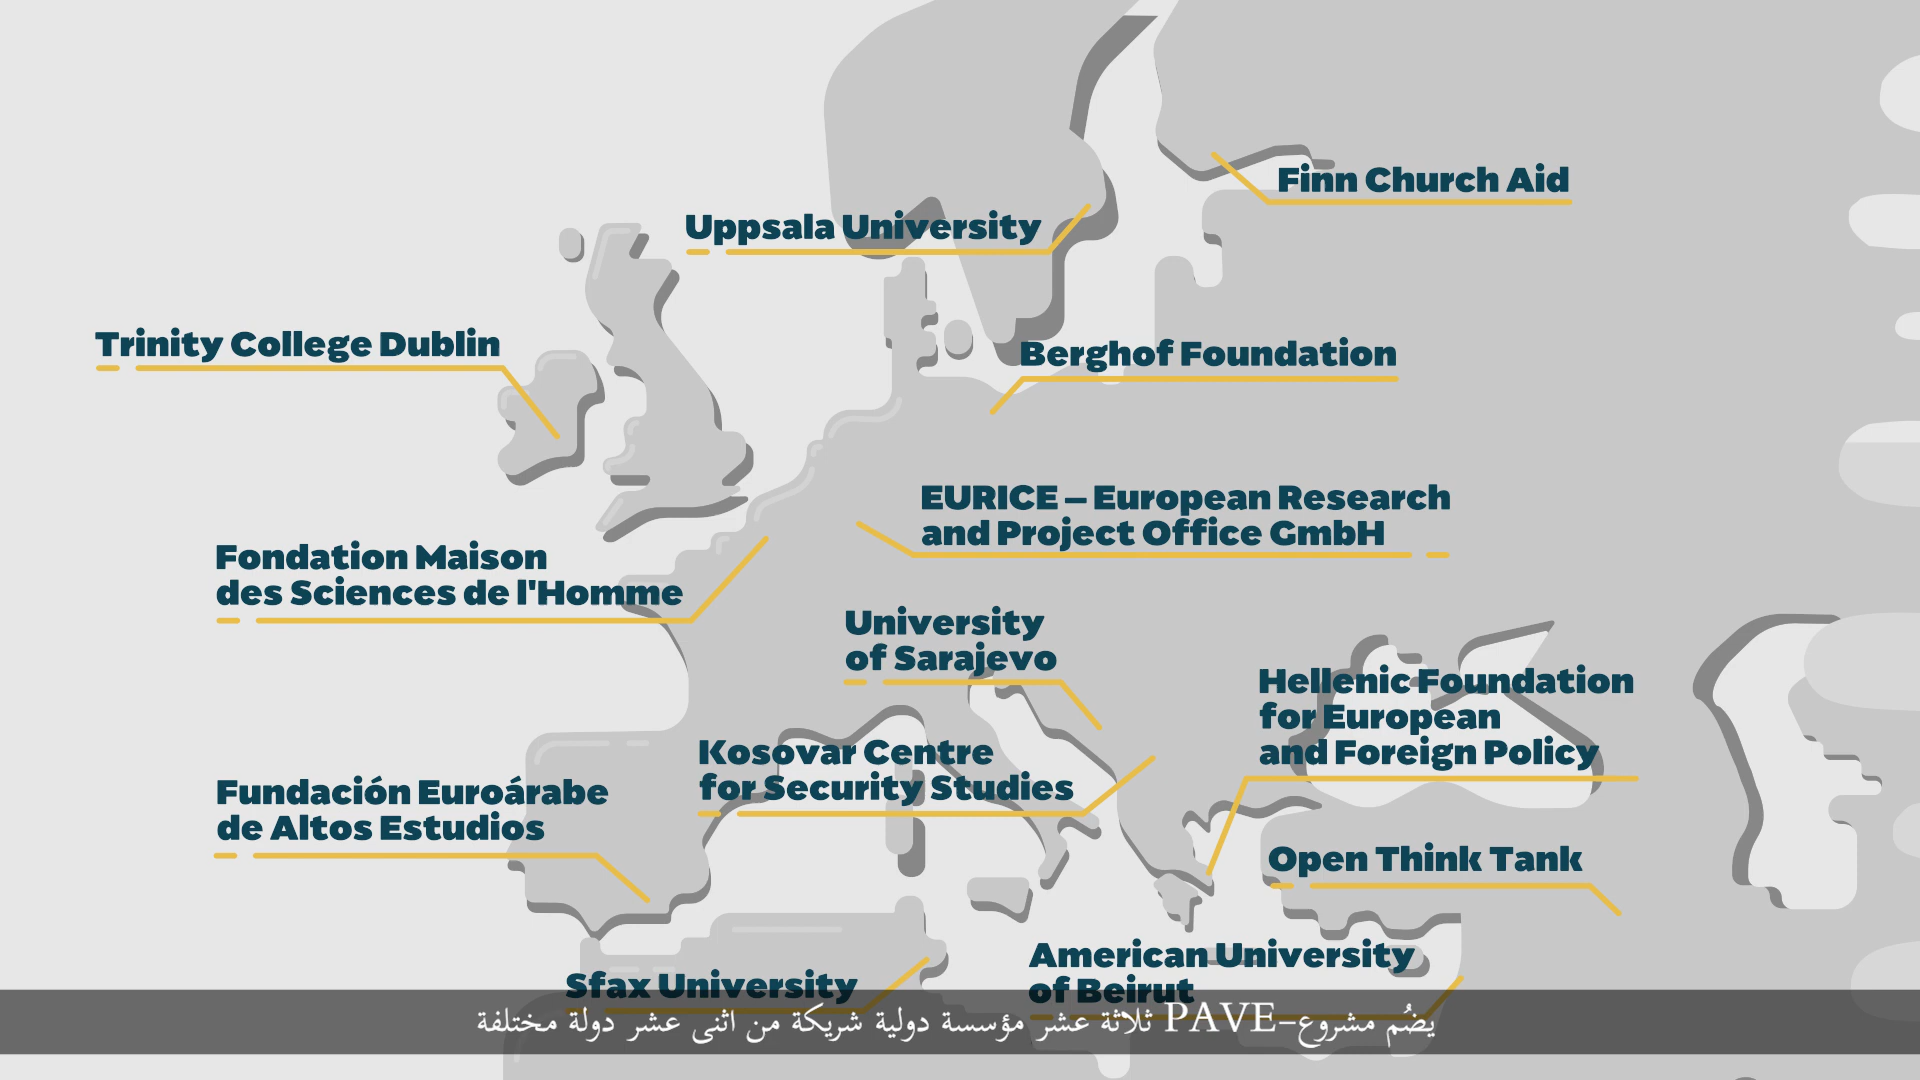 Finn Church Aid
Uppsala University
Trinity College Dublin
Berghof Foundation
EURICE – European Research
and Project Office GmbH
Fondation Maison
des Sciences de l'Homme
University
of Sarajevo
Hellenic Foundation
for European
and Foreign Policy
Kosovar Centre
for Security Studies
Fundación Euroárabe
de Altos Estudios
Open Think Tank
American University
of Beirut
Sfax University
يضُم مشروع-PAVE ثلاثة عشر مؤسسة دولية شريكة من اثنى عشر دولة مختلفة